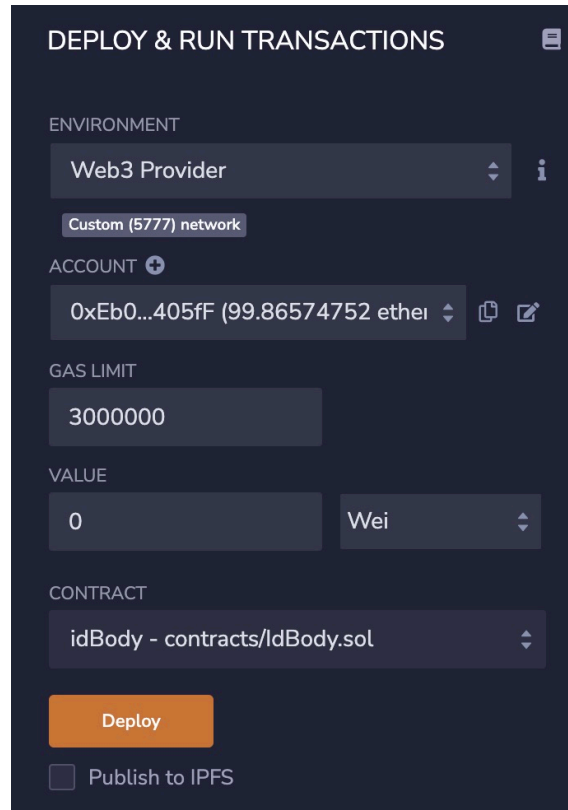 DEPLOY & RUN TRANSACTIONS
ENVIRONMENT
Web3 Provider
Custom (5777) network
ACCOUNT
0xEb0...405fF (99.86574752 ether
GAS LIMIT
3000000
VALUE
0 Wei
CONTRACT
idBody - contracts/IdBody.sol
Deploy
Publish to IPFS